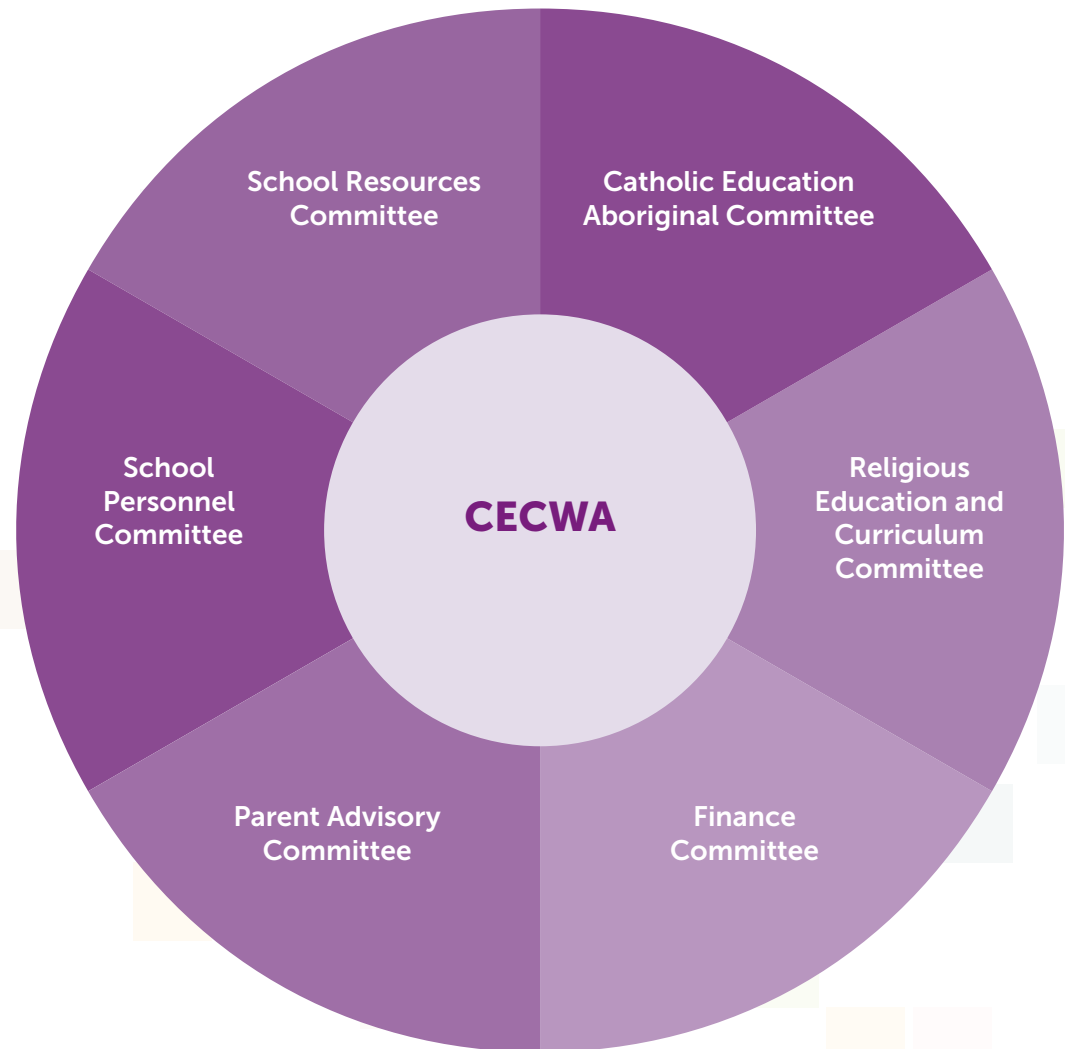 School Resources
Committee
Catholic Education
Aboriginal Committee
School
Personnel
Committee
CECWA
Religious
Education and
Curriculum
Committee
Parent Advisory
Committee
Finance
Committee